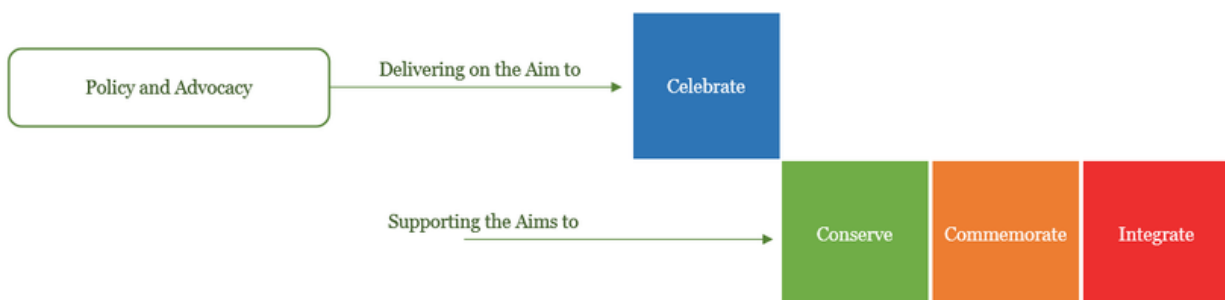 Policy and Advocacy
Delivering on the Aim to
Celebrate
Supporting the Aims to
Conserve
Commemorate
Integrate